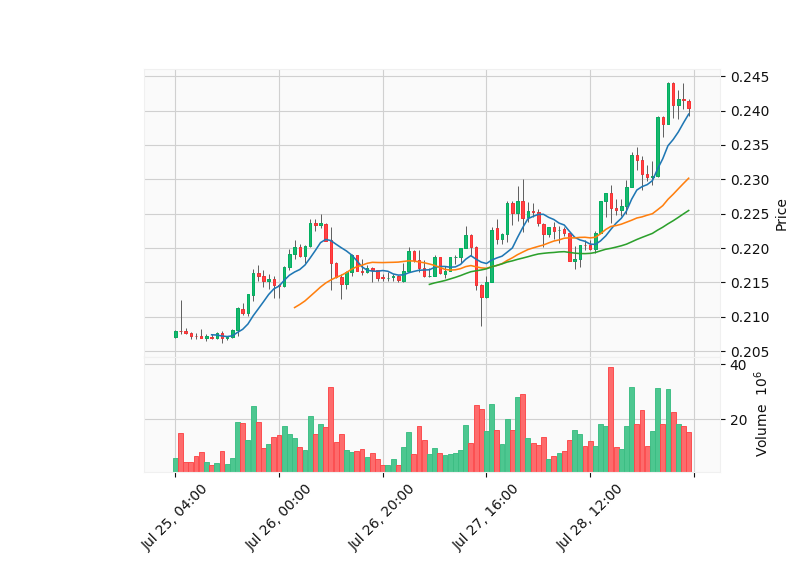 0.245
0.240
0.235
0.230
0.225
0.220
0.215
0.210
0.205
Price
40
20
Volume 10^6
Jul 25, 04:00
Jul 26, 00:00
Jul 26, 20:00
Jul 27, 16:00
Jul 28, 12:00